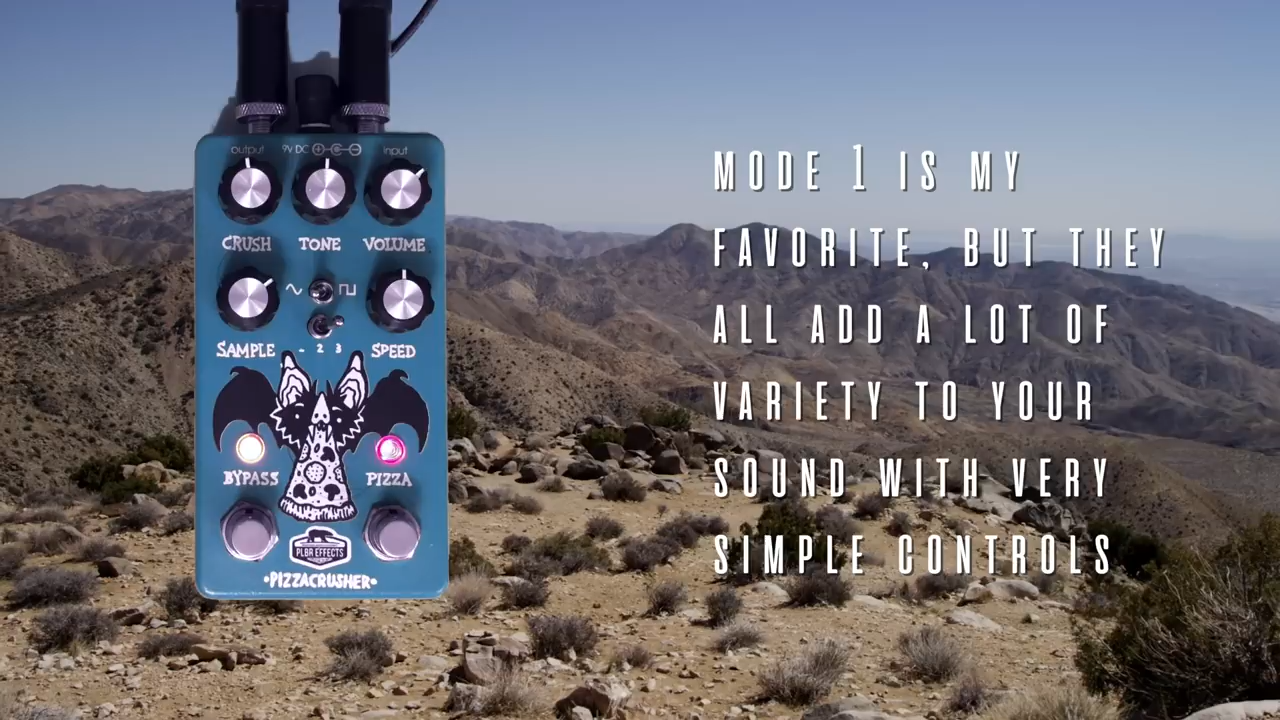 output 9V DC input
CRUSH TONE VOLUME
SAMPLE - 2 3 SPEED
BYPASS PIZZA
PLBR EFFECTS
•PIZZACRUSHER•
MODE 1 IS MY
FAVORITE, BUT THEY
ALL ADD A LOT OF
VARIETY TO YOUR
SOUND WITH VERY
SIMPLE CONTROLS